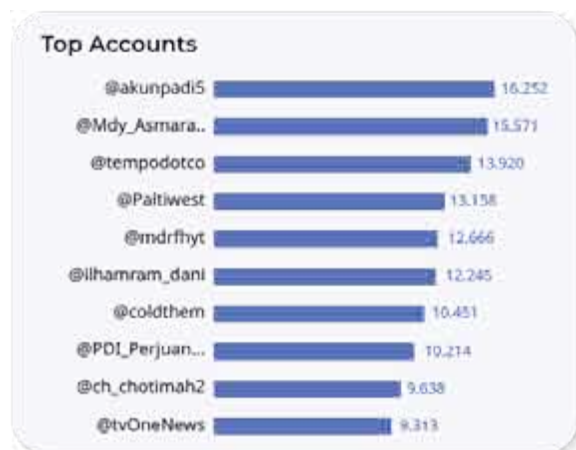 Top Accounts
@akunpadi5 16.252
@Mdy_Asmara.. 15.571
@tempodotco 13.920
@Paltiwest 13.158
@mdrfhyt 12.666
@ilhamram_dani 12.245
@coldthem 10.451
@PDI_Perjuan... 10.214
@ch_chotimah2 9.638
@tvOneNews 9.313